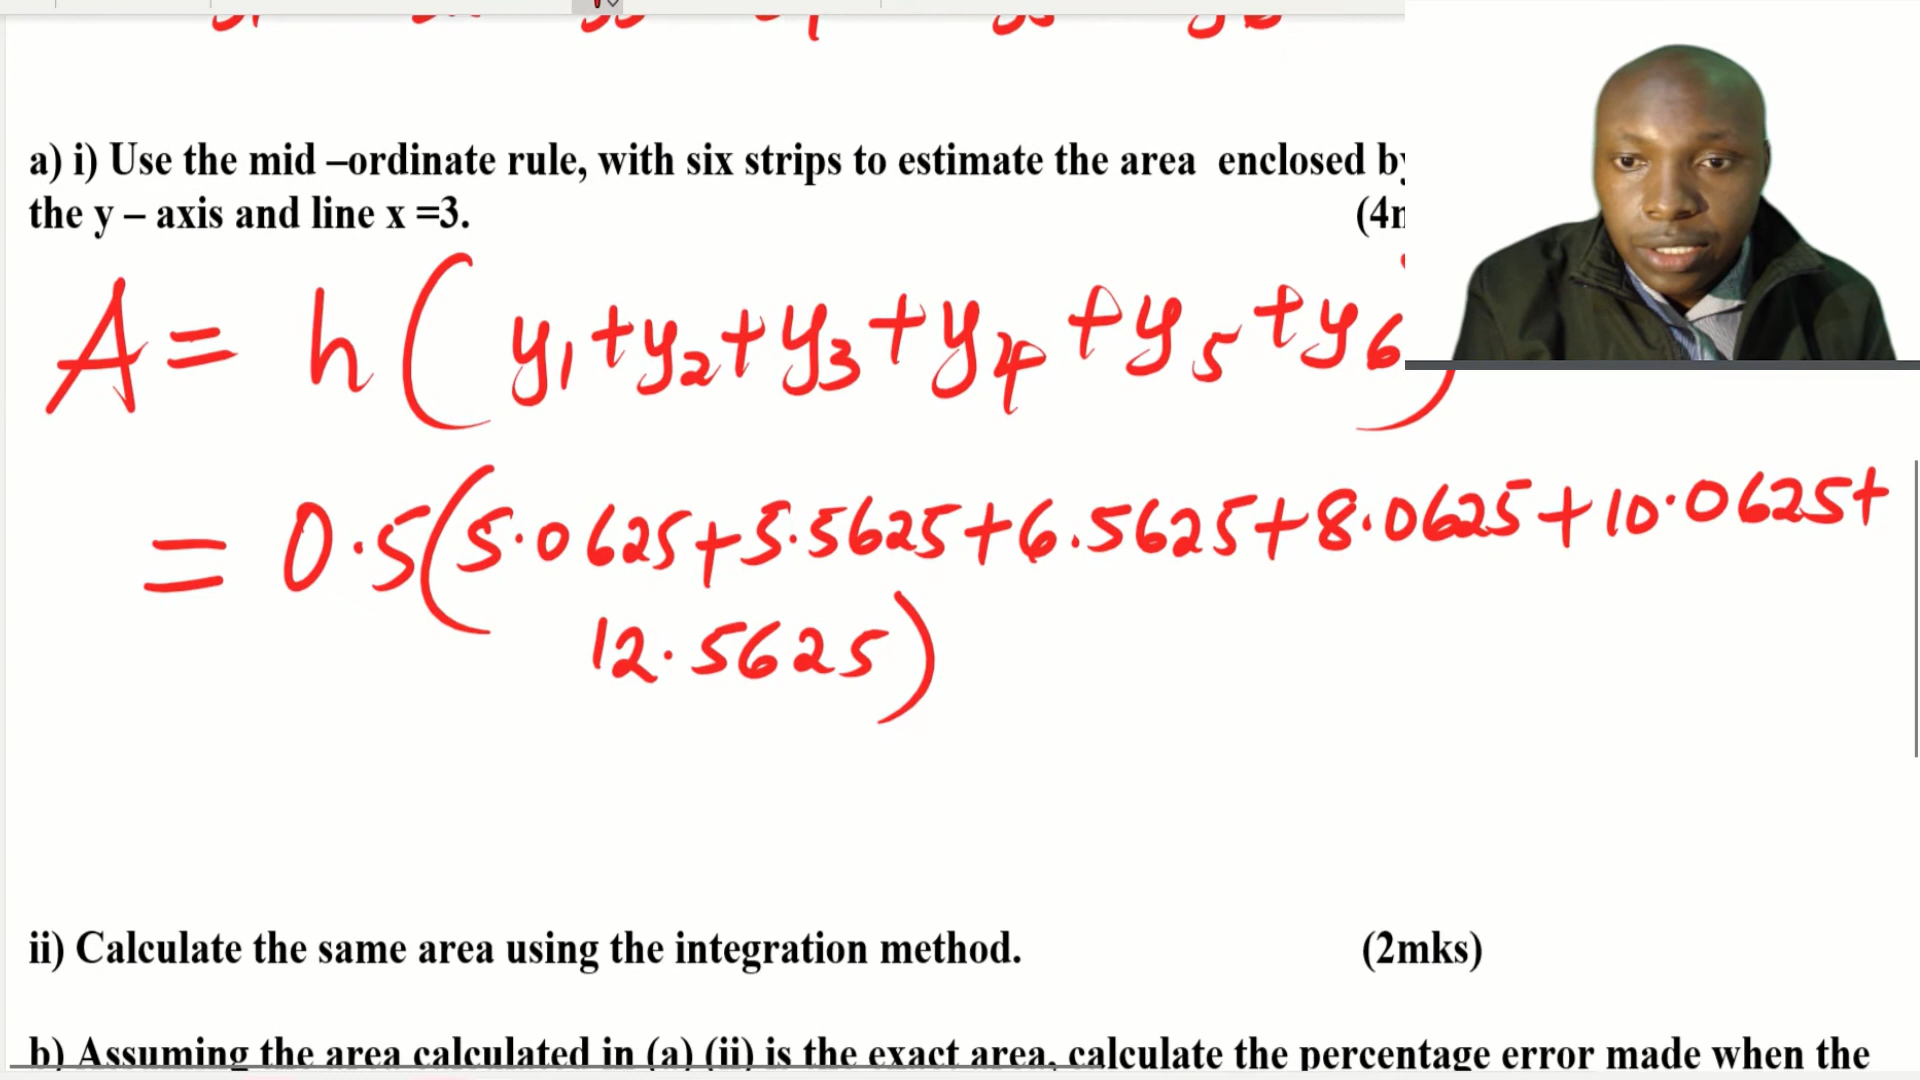 a) i) Use the mid –ordinate rule, with six strips to estimate the area enclosed by
the y – axis and line x =3. (4
A = h ( y1+y2+y3+y4+y5+y6 )
= 0.5(5.0625+5.5625+6.5625+8.0625+10.0625+
12.5625)
ii) Calculate the same area using the integration method. (2mks)
b) Assuming the area calculated in (a) (ii) is the exact area, calculate the percentage error made when the